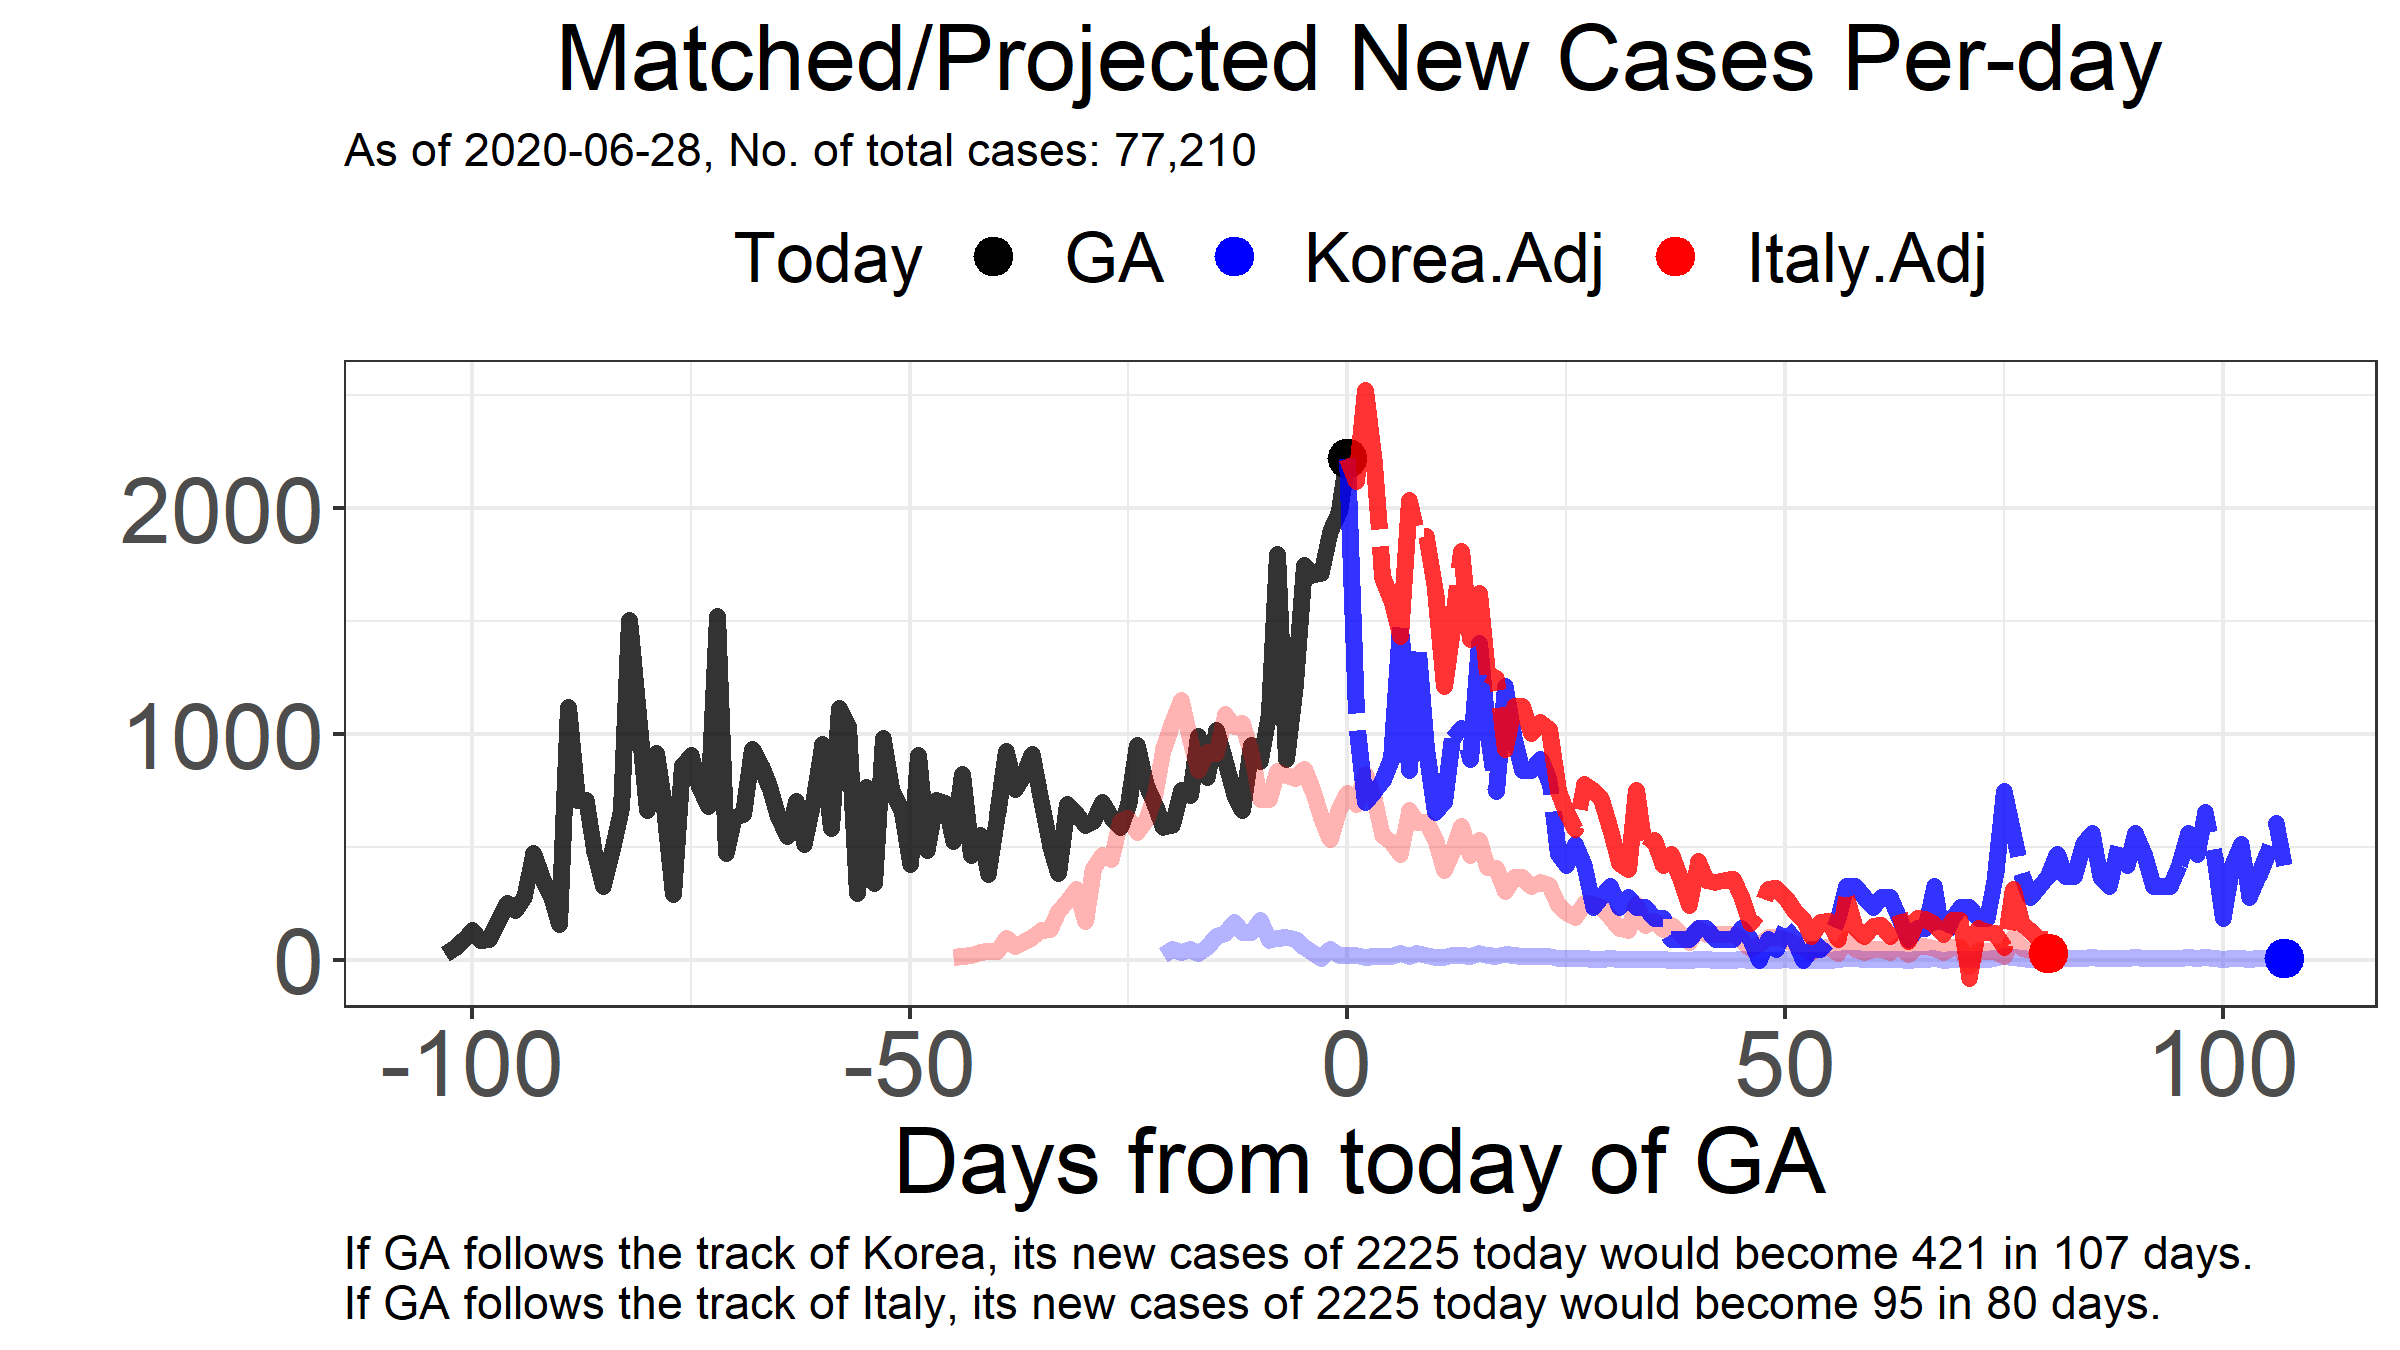 Matched/Projected New Cases Per-day
As of 2020-06-28, No. of total cases: 77,210
Today GA Korea.Adj Italy.Adj
2000
1000
0
-100 -50 0 50 100
Days from today of GA
If GA follows the track of Korea, its new cases of 2225 today would become 421 in 107 days.
If GA follows the track of Italy, its new cases of 2225 today would become 95 in 80 days.